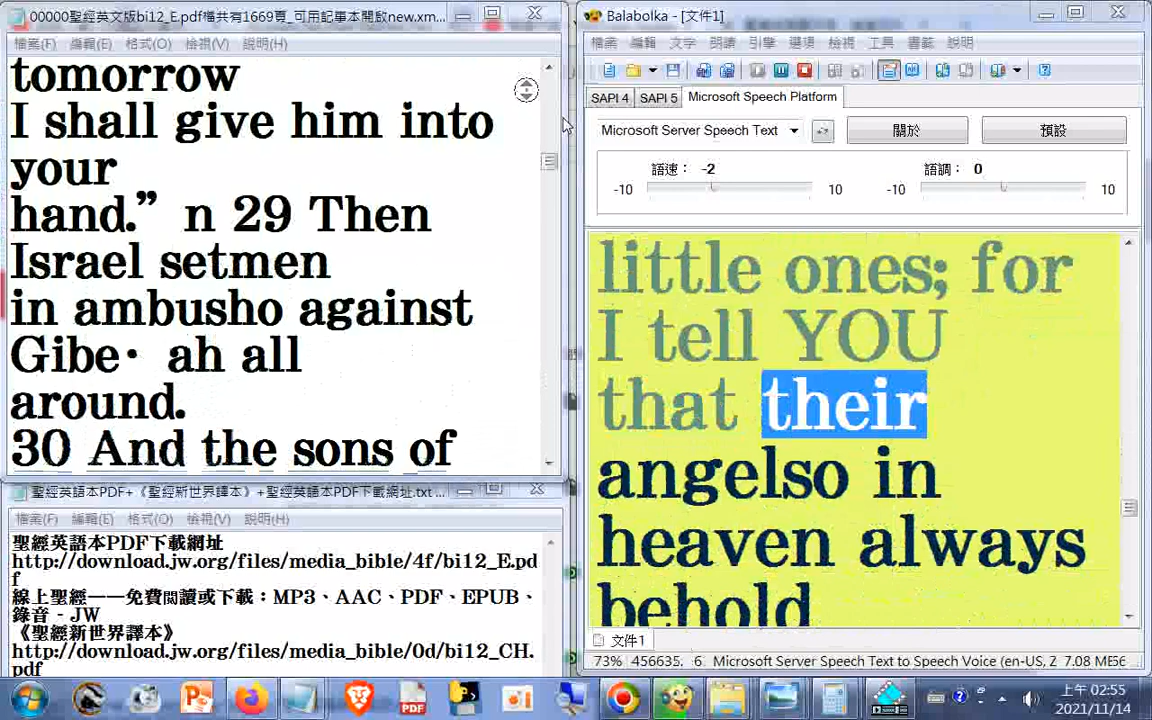 00000聖經英文版bi12_E.pdf檔共有1669頁_可用記事本開啟new.xm...
檔案(F) 編輯(E) 格式(O) 檢視(V) 說明(H)
tomorrow
I shall give him into
your
hand.” n 29 Then
Israel setmen
in ambusho against
Gibe· ah all
around.
30 And the sons of
聖經英語本PDF+《聖經新世界譯本》+聖經英語本PDF下載網址.txt ...
檔案(F) 編輯(E) 格式(O) 檢視(V) 說明(H)
聖經英語本PDF下載網址
http://download.jw.org/files/media_bible/4f/bi12_E.pd
f
線上聖經——免費閱讀或下載：MP3、AAC、PDF、EPUB、
錄音 - JW
《聖經新世界譯本》
http://download.jw.org/files/media_bible/0d/bi12_CH.
pdf
Balabolka - [文件1]
檔案 編輯 文字 朗讀 引擎 選項 檢視 工具 書籤 說明
SAPI 4 SAPI 5 Microsoft Speech Platform
Microsoft Server Speech Text 關於 預設
語速： -2 語調： 0
-10 10 -10 10
little ones; for
I tell YOU
that their
angelso in
heaven always
behold
文件1
73% 456635. 6 Microsoft Server Speech Text to Speech Voice (en-US, 2 7.08 ME56
PDF
上午 02:55
2021/11/14